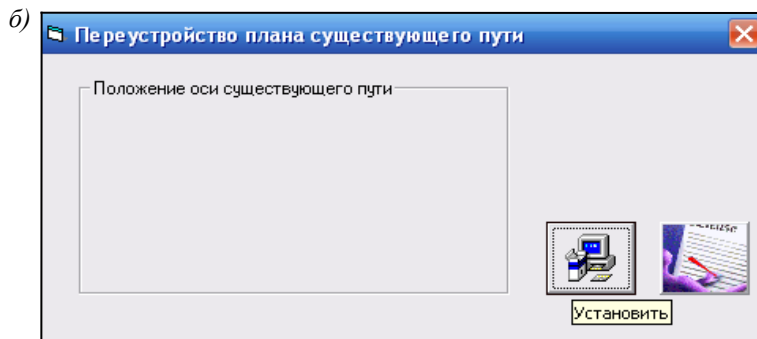 б)
Переустройство плана существующего пути
Положение оси существующего пути
Установить